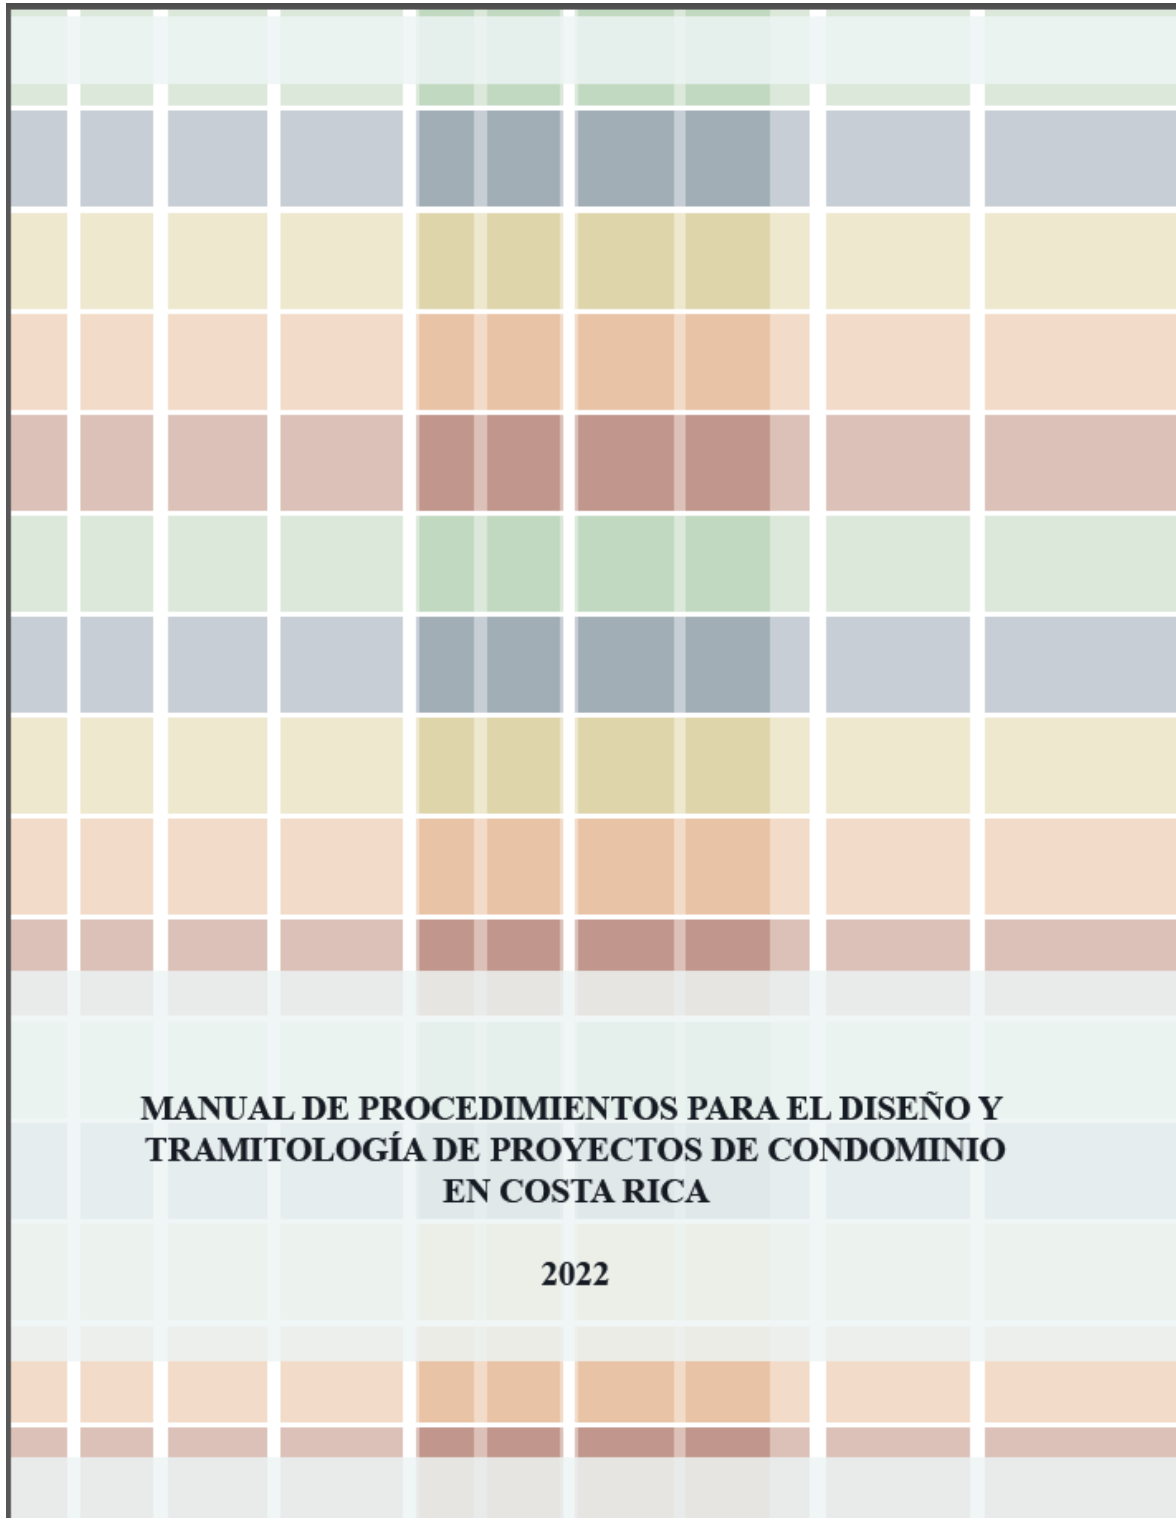 MANUAL DE PROCEDIMIENTOS PARA EL DISEÑO Y
TRAMITOLOGÍA DE PROYECTOS DE CONDOMINIO
EN COSTA RICA
2022